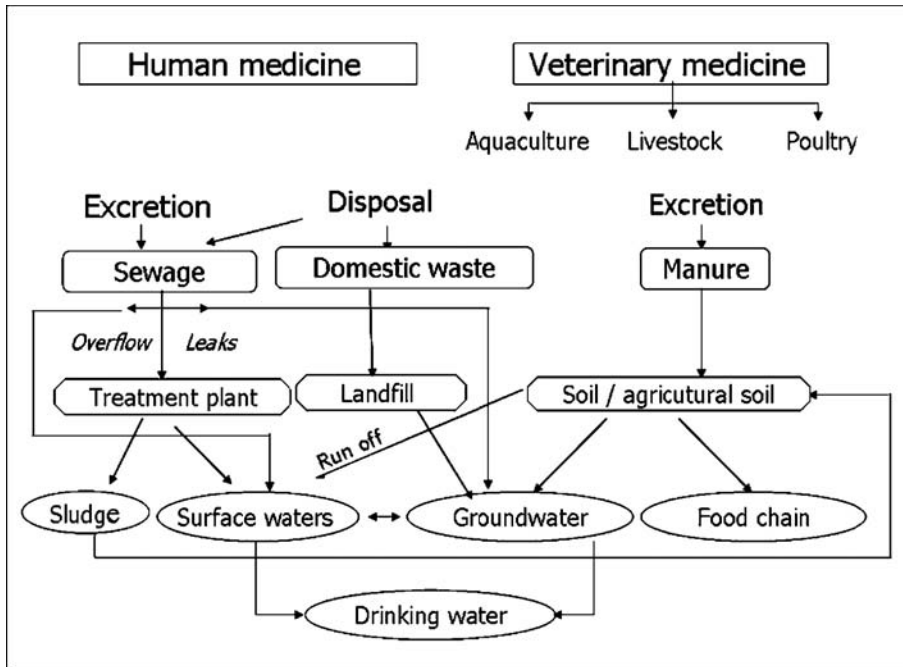 Human medicine
Veterinary medicine
Aquaculture
Livestock
Poultry
Excretion
Disposal
Excretion
Sewage
Domestic waste
Manure
Overflow
Leaks
Treatment plant
Landfill
Soil / agricutural soil
Run off
Sludge
Surface waters
Groundwater
Food chain
Drinking water